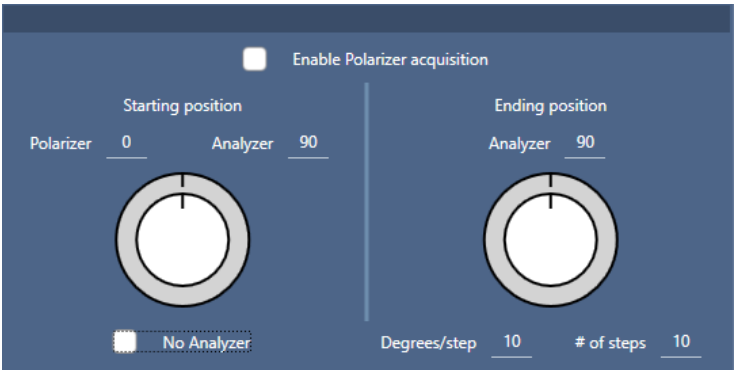 Enable Polarizer acquisition
Starting position
Polarizer 0 Analyzer 90
No Analyzer
Ending position
Analyzer 90
Degrees/step 10 # of steps 10